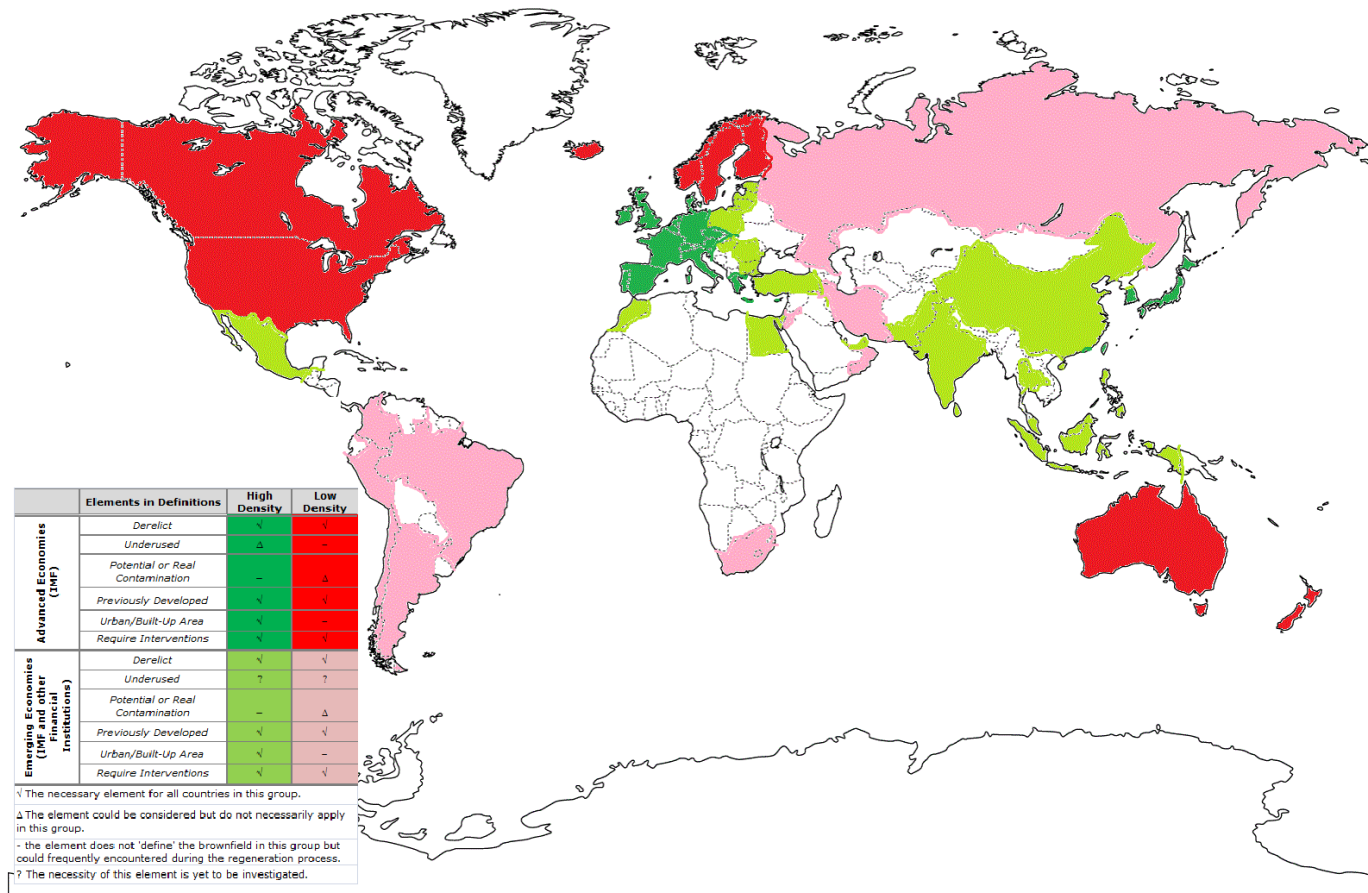 Elements in Definitions High Density Low Density
Advanced Economies (IMF)
Derelict √ √
Underused Δ –
Potential or Real Contamination – Δ
Previously Developed √ √
Urban/Built-Up Area √ –
Require Interventions √ √
Emerging Economies (IMF and other Financial Institutions)
Derelict √ √
Underused ? ?
Potential or Real Contamination – Δ
Previously Developed √ √
Urban/Built-Up Area √ –
Require Interventions √ √
√ The necessary element for all countries in this group.
Δ The element could be considered but do not necessarily apply
in this group.
- the element does not 'define' the brownfield in this group but
could frequently encountered during the regeneration process.
? The necessity of this element is yet to be investigated.